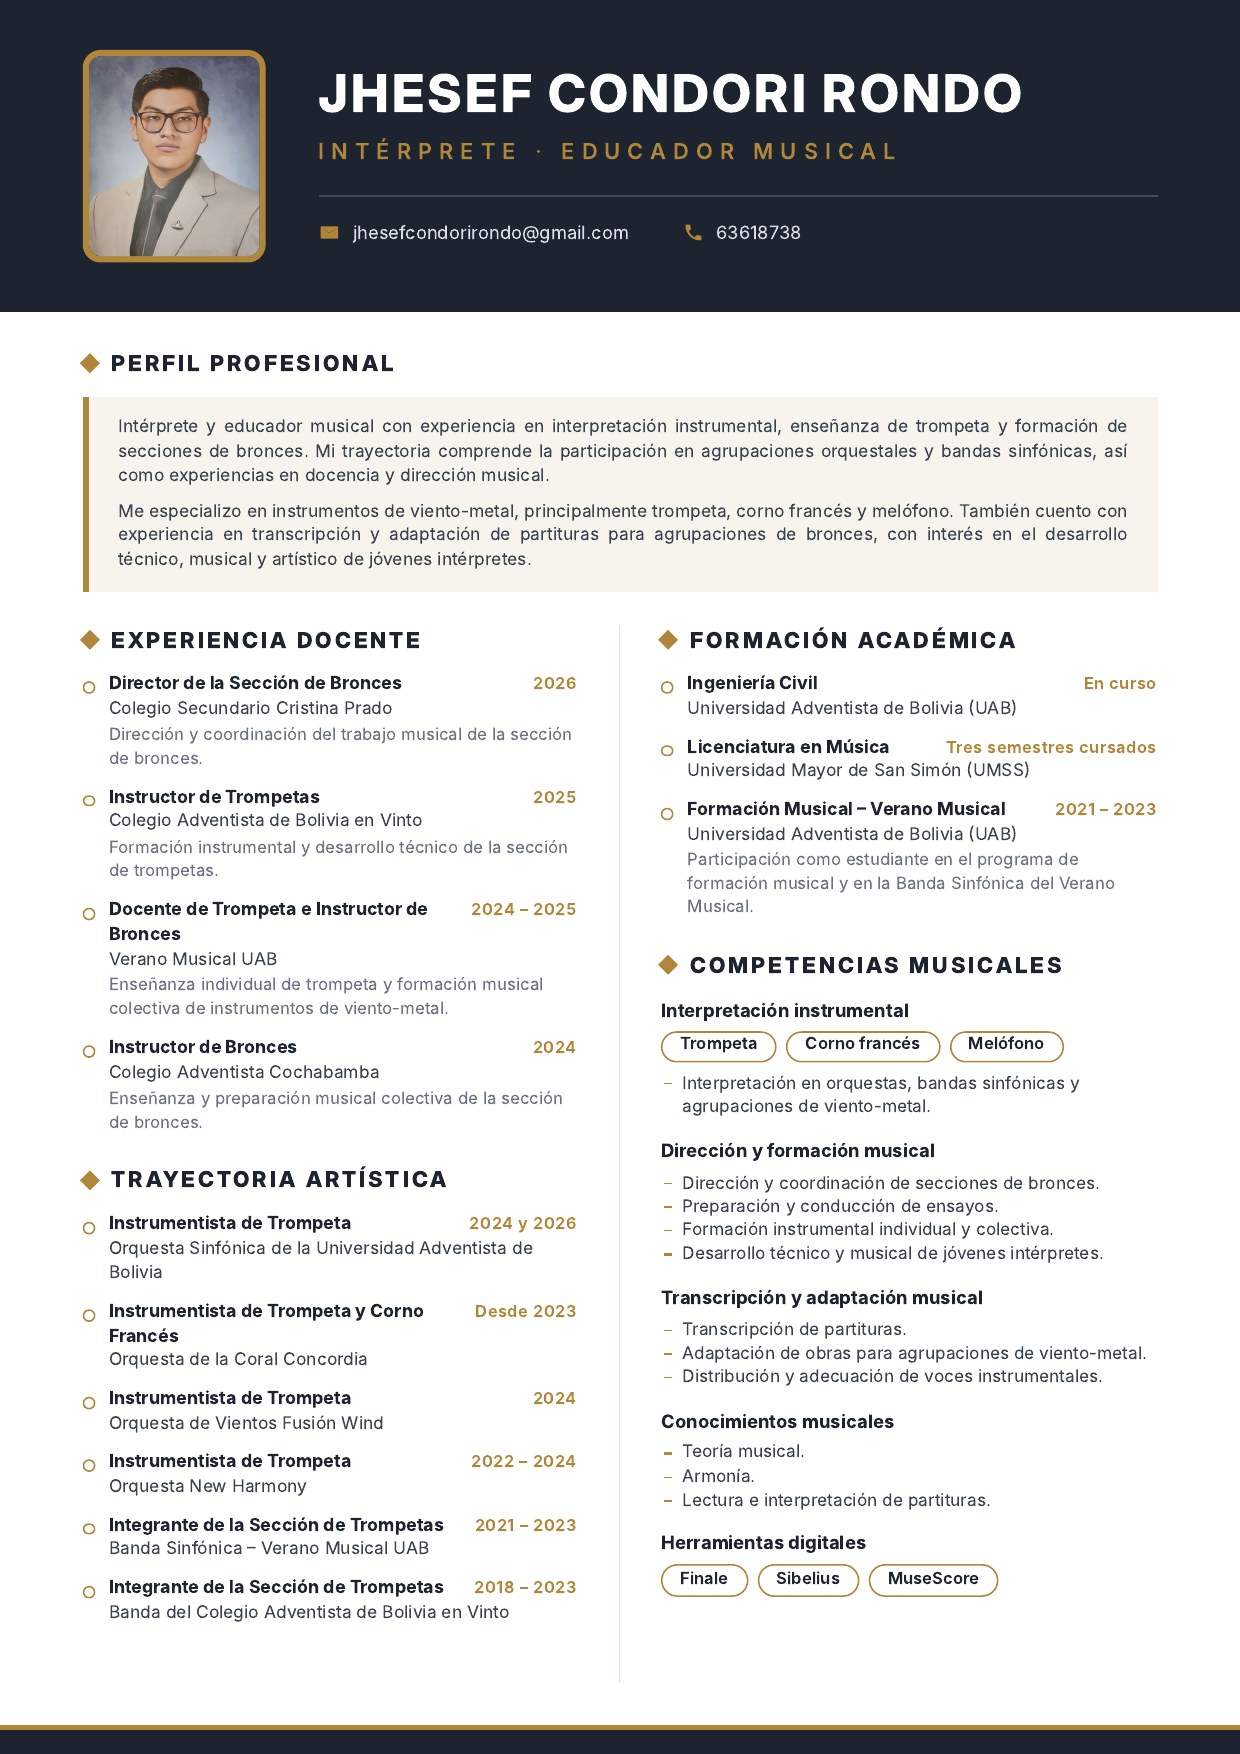 JHESEF CONDORI RONDO
INTÉRPRETE · EDUCADOR MUSICAL
jhesefcondorirondo@gmail.com
63618738
PERFIL PROFESIONAL
Intérprete y educador musical con experiencia en interpretación instrumental, enseñanza de trompeta y formación de
secciones de bronces. Mi trayectoria comprende la participación en agrupaciones orquestales y bandas sinfónicas, así
como experiencias en docencia y dirección musical.
Me especializo en instrumentos de viento-metal, principalmente trompeta, corno francés y melófono. También cuento con
experiencia en transcripción y adaptación de partituras para agrupaciones de bronces, con interés en el desarrollo
técnico, musical y artístico de jóvenes intérpretes.
EXPERIENCIA DOCENTE
Director de la Sección de Bronces 2026
Colegio Secundario Cristina Prado
Dirección y coordinación del trabajo musical de la sección
de bronces.
Instructor de Trompetas 2025
Colegio Adventista de Bolivia en Vinto
Formación instrumental y desarrollo técnico de la sección
de trompetas.
Docente de Trompeta e Instructor de 2024 – 2025
Bronces
Verano Musical UAB
Enseñanza individual de trompeta y formación musical
colectiva de instrumentos de viento-metal.
Instructor de Bronces 2024
Colegio Adventista Cochabamba
Enseñanza y preparación musical colectiva de la sección
de bronces.
TRAYECTORIA ARTÍSTICA
Instrumentista de Trompeta 2024 y 2026
Orquesta Sinfónica de la Universidad Adventista de
Bolivia
Instrumentista de Trompeta y Corno Desde 2023
Francés
Orquesta de la Coral Concordia
Instrumentista de Trompeta 2024
Orquesta de Vientos Fusión Wind
Instrumentista de Trompeta 2022 – 2024
Orquesta New Harmony
Integrante de la Sección de Trompetas 2021 – 2023
Banda Sinfónica – Verano Musical UAB
Integrante de la Sección de Trompetas 2018 – 2023
Banda del Colegio Adventista de Bolivia en Vinto
FORMACIÓN ACADÉMICA
Ingeniería Civil En curso
Universidad Adventista de Bolivia (UAB)
Licenciatura en Música Tres semestres cursados
Universidad Mayor de San Simón (UMSS)
Formación Musical – Verano Musical 2021 – 2023
Universidad Adventista de Bolivia (UAB)
Participación como estudiante en el programa de
formación musical y en la Banda Sinfónica del Verano
Musical.
COMPETENCIAS MUSICALES
Interpretación instrumental
Trompeta Corno francés Melófono
– Interpretación en orquestas, bandas sinfónicas y
agrupaciones de viento-metal.
Dirección y formación musical
– Dirección y coordinación de secciones de bronces.
– Preparación y conducción de ensayos.
– Formación instrumental individual y colectiva.
– Desarrollo técnico y musical de jóvenes intérpretes.
Transcripción y adaptación musical
– Transcripción de partituras.
– Adaptación de obras para agrupaciones de viento-metal.
– Distribución y adecuación de voces instrumentales.
Conocimientos musicales
– Teoría musical.
– Armonía.
– Lectura e interpretación de partituras.
Herramientas digitales
Finale Sibelius MuseScore